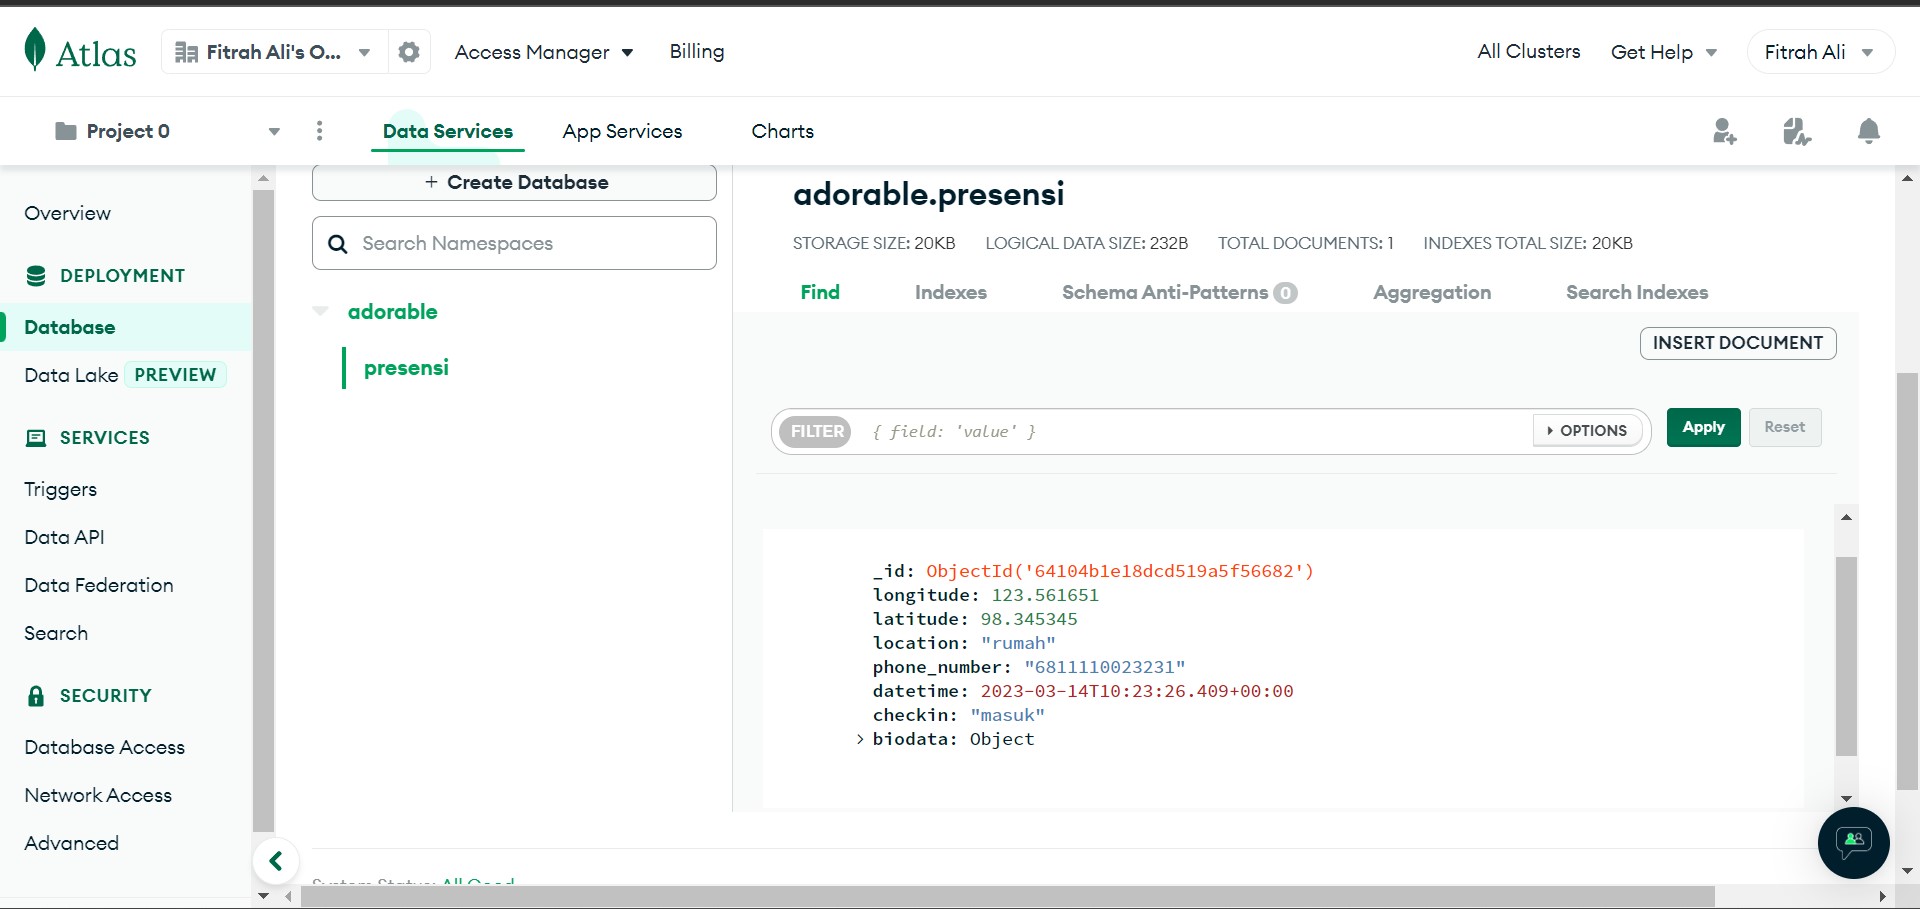 Atlas
Fitrah Ali's O...
Access Manager
Billing
All Clusters
Get Help
Fitrah Ali
Project 0
Data Services
App Services
Charts
Overview
DEPLOYMENT
Database
Data Lake PREVIEW
SERVICES
Triggers
Data API
Data Federation
Search
SECURITY
Database Access
Network Access
Advanced
+ Create Database
Search Namespaces
adorable
presensi
adorable.presensi
STORAGE SIZE: 20KB LOGICAL DATA SIZE: 232B TOTAL DOCUMENTS: 1 INDEXES TOTAL SIZE: 20KB
Find Indexes Schema Anti-Patterns 0 Aggregation Search Indexes
INSERT DOCUMENT
FILTER { field: 'value' } OPTIONS Apply Reset
_id: ObjectId('64104b1e18dcd519a5f56682')
longitude: 123.561651
latitude: 98.345345
location: "rumah"
phone_number: "6811110023231"
datetime: 2023-03-14T10:23:26.409+00:00
checkin: "masuk"
biodata: Object
System Status: All Good